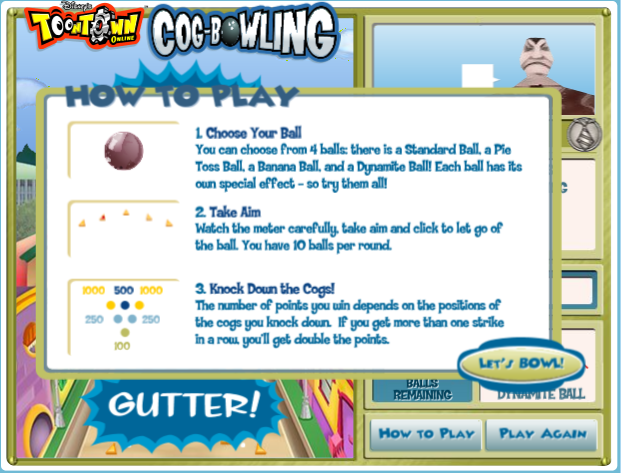 Disney's
TOONTOWN
ONLINE
COG-BOWLING
HOW TO PLAY
1. Choose Your Ball
You can choose from 4 balls: there is a Standard Ball, a Pie
Toss Ball, a Banana Ball, and a Dynamite Ball! Each ball has its
own special effect - so try them all!
2. Take Aim
Watch the meter carefully, take aim and click to let go of
the ball. You have 10 balls per round.
1000 500 1000
250 250
100
3. Knock Down the Cogs!
The number of points you win depends on the positions of
the cogs you knock down. If you get more than one strike
in a row, you'll get double the points.
LET'S BOWL!
BALLS
REMAINING
DYNAMITE BALL
GUTTER!
HOW TO PLAY
PLAY AGAIN